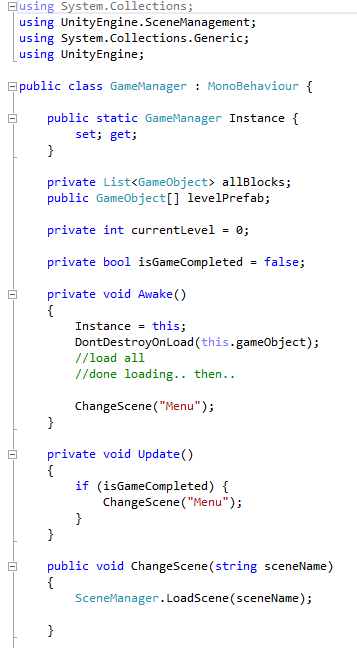 using System.Collections;
using UnityEngine.SceneManagement;
using System.Collections.Generic;
using UnityEngine;
public class GameManager : MonoBehaviour {
public static GameManager Instance {
set; get;
}
private List<GameObject> allBlocks;
public GameObject[] levelPrefab;
private int currentLevel = 0;
private bool isGameCompleted = false;
private void Awake()
{
Instance = this;
DontDestroyOnLoad(this.gameObject);
//load all
//done loading.. then..
ChangeScene("Menu");
}
private void Update()
{
if (isGameCompleted) {
ChangeScene("Menu");
}
}
public void ChangeScene(string sceneName)
{
SceneManager.LoadScene(sceneName);
}